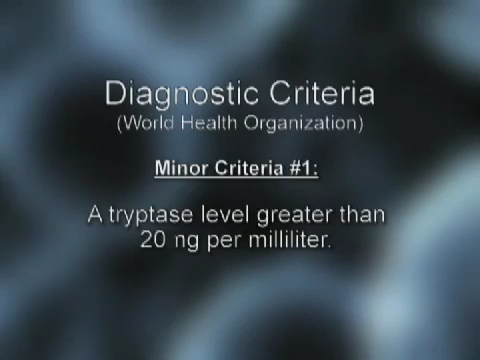 Diagnostic Criteria
(World Health Organization)
Minor Criteria #1:
A tryptase level greater than
20 ng per milliliter.